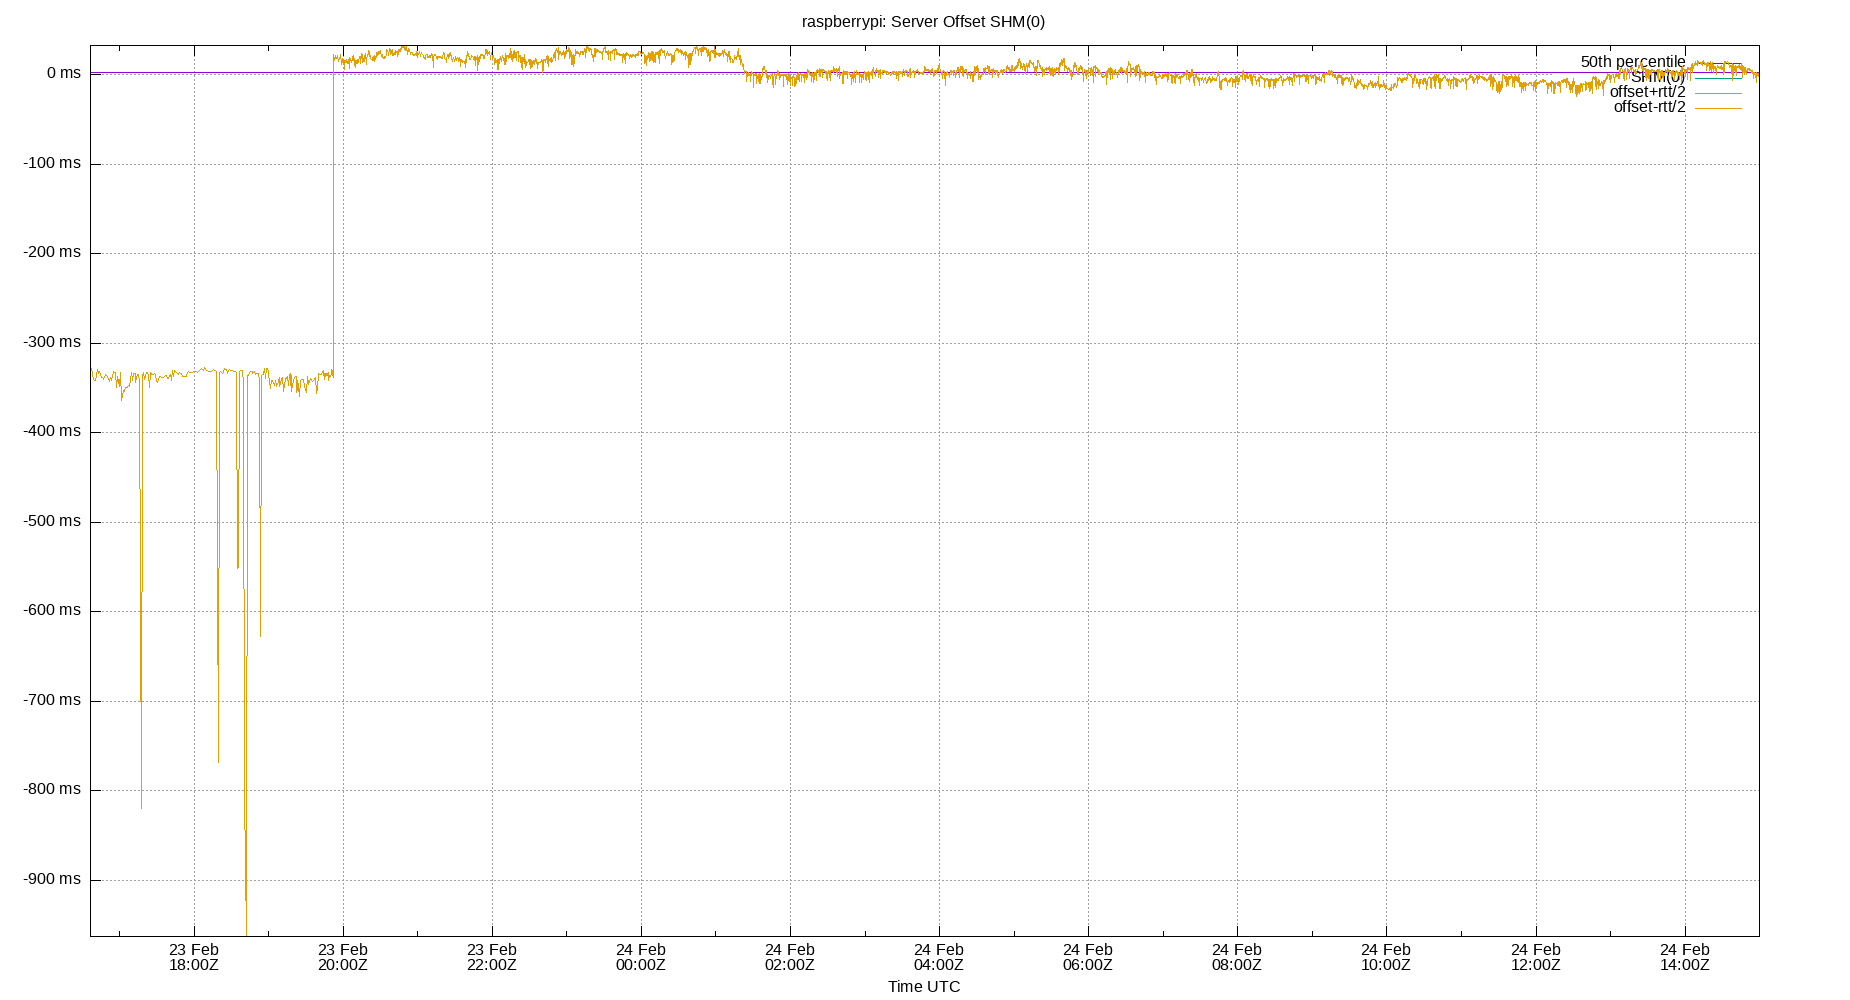 raspberrypi: Server Offset SHM(0)
0 ms
-100 ms
-200 ms
-300 ms
-400 ms
-500 ms
-600 ms
-700 ms
-800 ms
-900 ms
50th percentile
SHM(0)
offset+rtt/2
offset-rtt/2
23 Feb
18:00Z
23 Feb
20:00Z
23 Feb
22:00Z
24 Feb
00:00Z
24 Feb
02:00Z
24 Feb
04:00Z
24 Feb
06:00Z
24 Feb
08:00Z
24 Feb
10:00Z
24 Feb
12:00Z
24 Feb
14:00Z
Time UTC